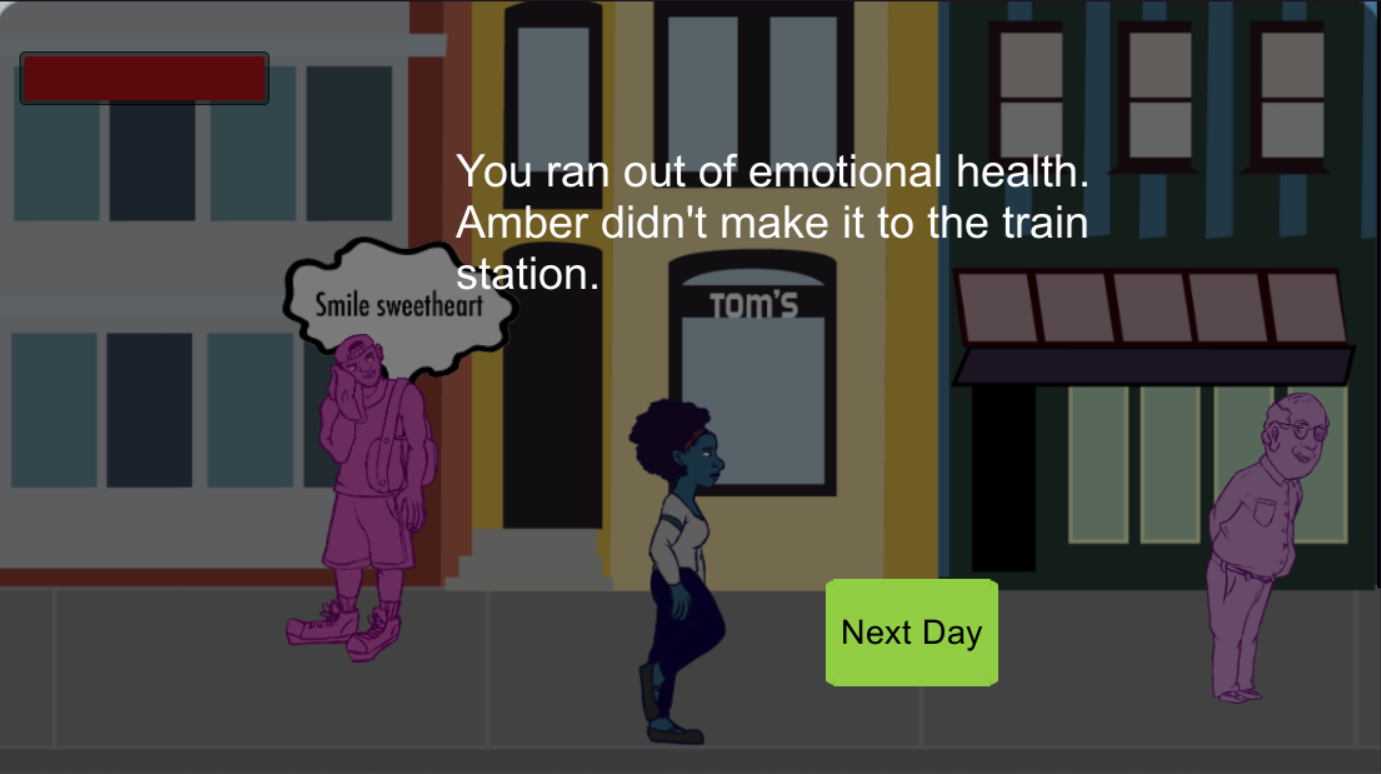 You ran out of emotional health.
Amber didn't make it to the train
station.
Smile sweetheart
TOM'S
Next Day